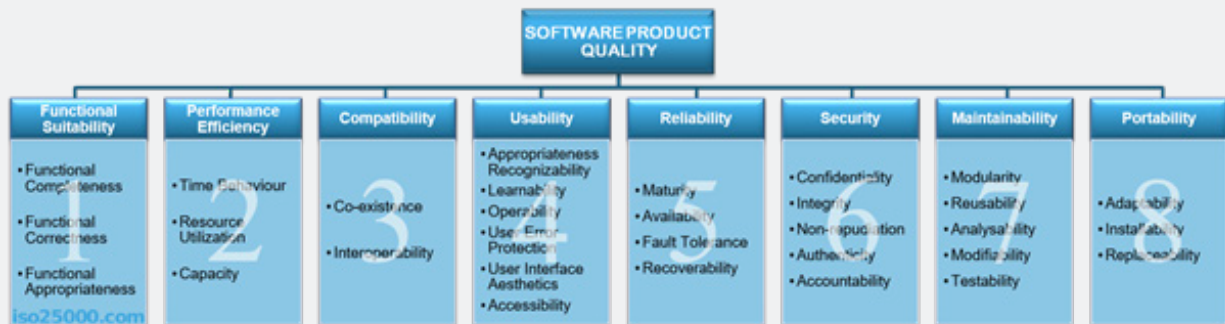 SOFTWARE PRODUCT
QUALITY
Functional
Suitability
1
• Functional
Completeness
• Functional
Correctness
• Functional
Appropriateness
iso25000.com
Performance
Efficiency
2
• Time Behaviour
• Resource
Utilization
• Capacity
Compatibility
3
• Co-existence
• Interoperability
Usability
4
• Appropriateness
Recognizability
• Learnability
• Operability
• User Error
Protection
• User Interface
Aesthetics
• Accessibility
Reliability
5
• Maturity
• Availability
• Fault Tolerance
• Recoverability
Security
6
• Confidentiality
• Integrity
• Non-repudiation
• Authenticity
• Accountability
Maintainability
7
• Modularity
• Reusability
• Analysability
• Modifiability
• Testability
Portability
8
• Adaptability
• Installability
• Replaceability